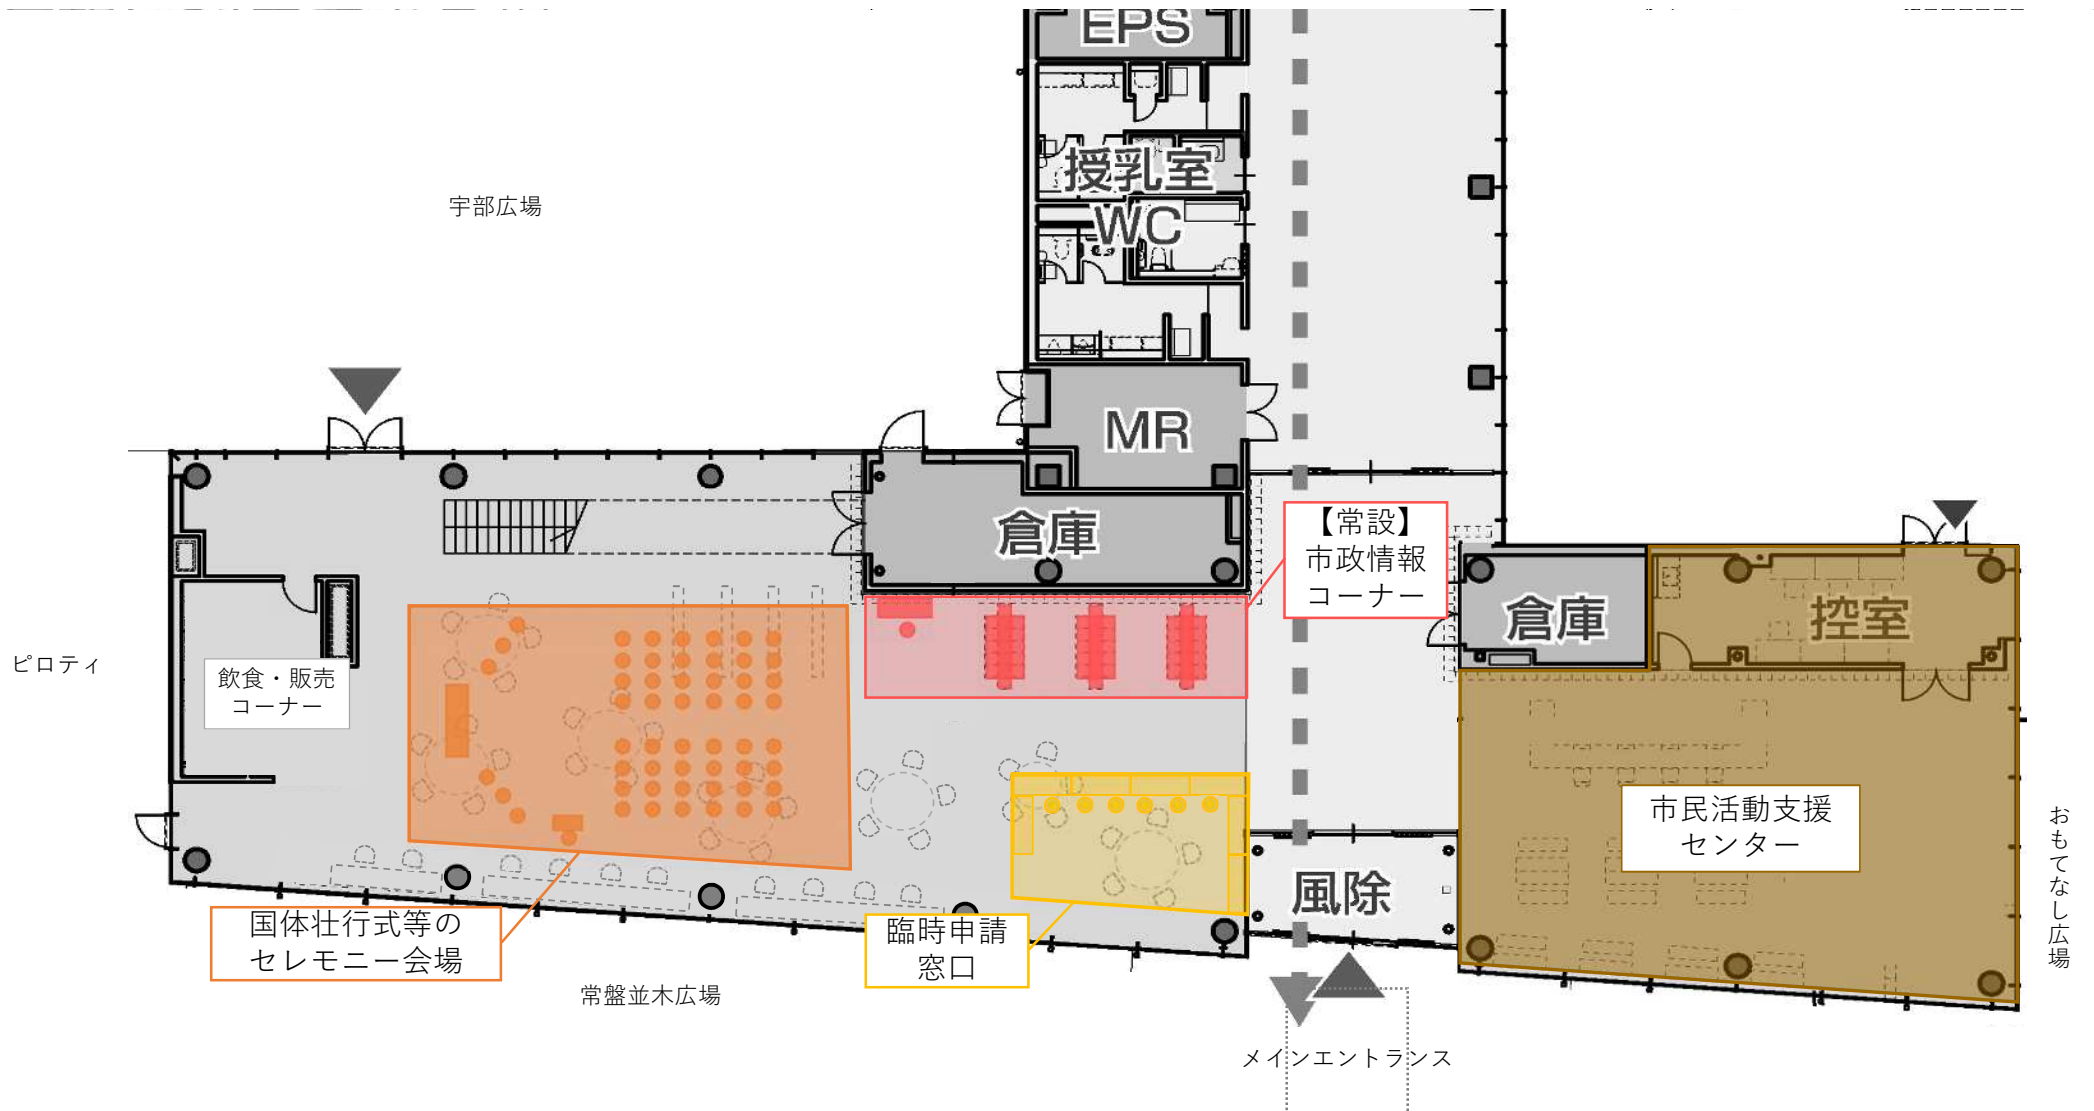 EPS
授乳室
WC
宇部広場
MR
倉庫
【常設】
市政情報
コーナー
倉庫
控室
ピロティ
飲食・販売
コーナー
市民活動支援
センター
おもてなし広場
風除
国体壮行式等の
セレモニー会場
臨時申請
窓口
常盤並木広場
メインエントランス